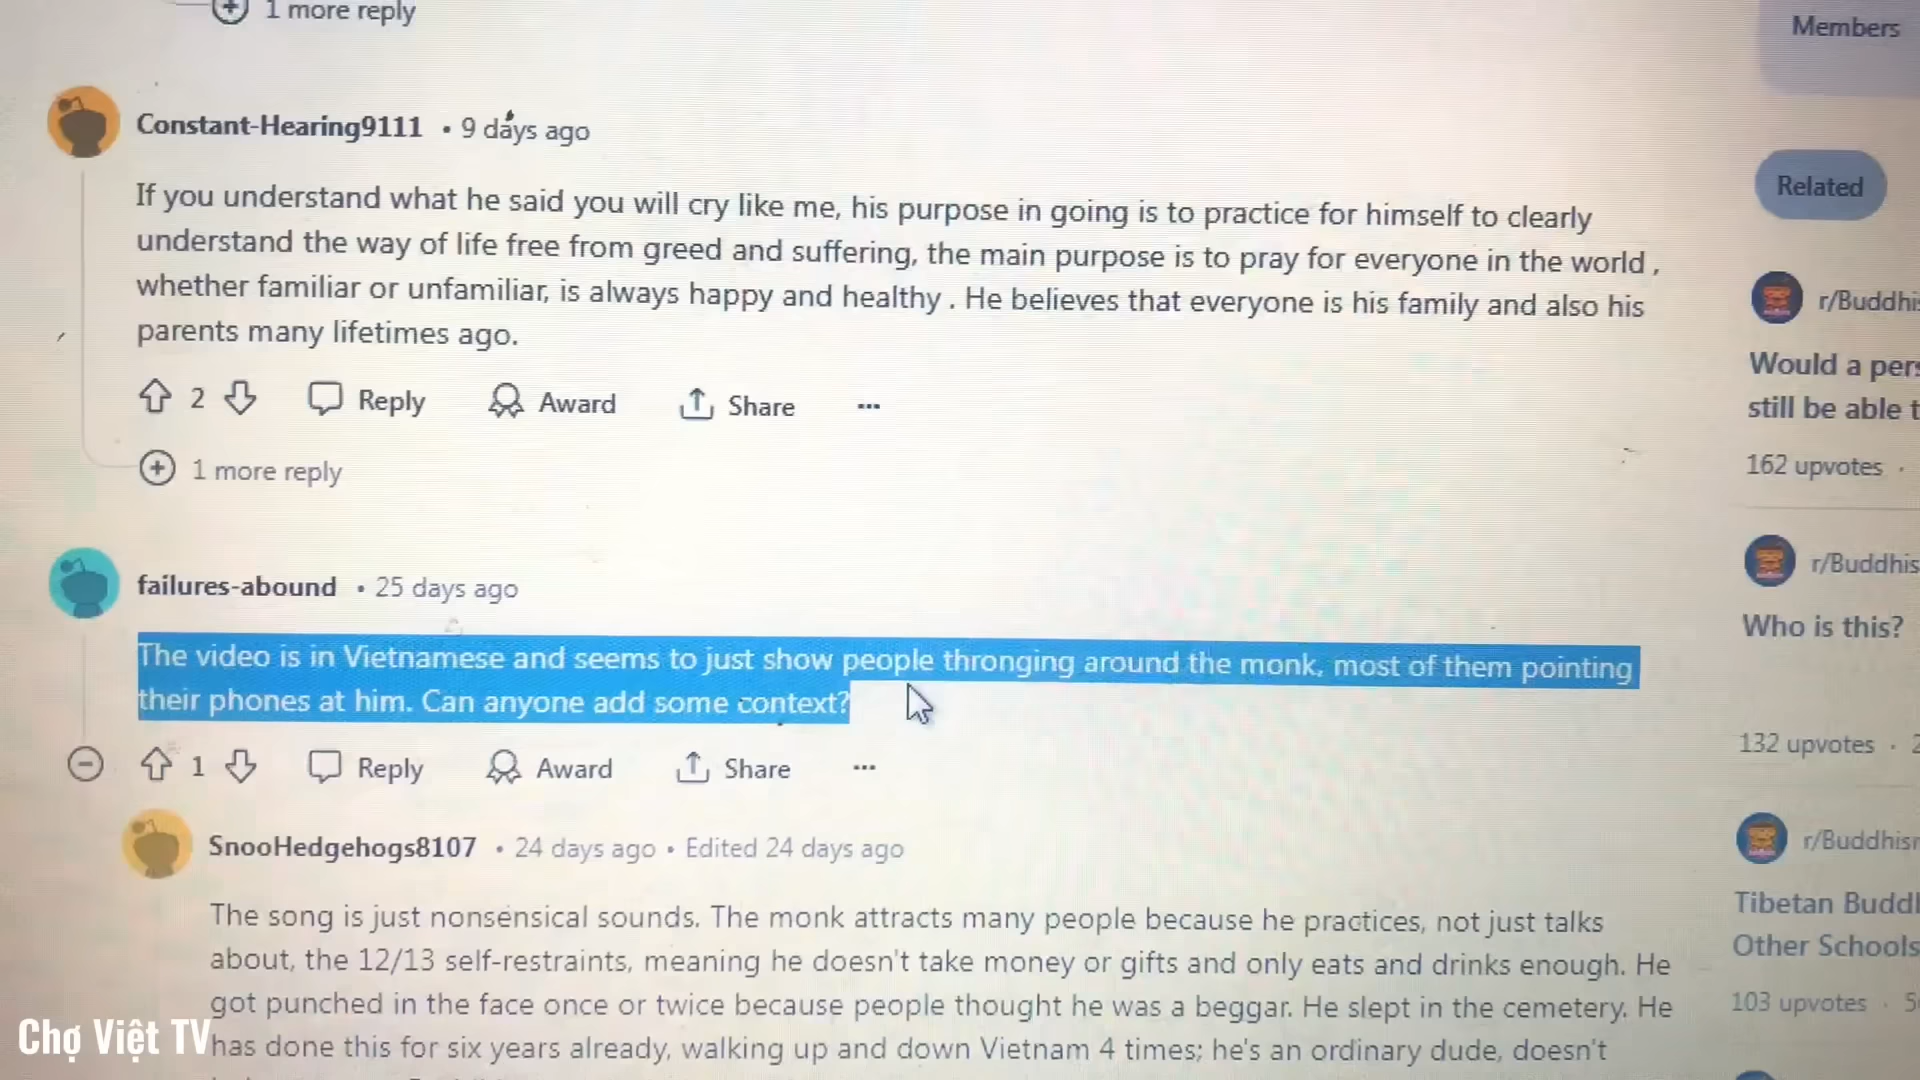 1 more reply
Members
Constant-Hearing9111 • 9 days ago
If you understand what he said you will cry like me, his purpose in going is to practice for himself to clearly
understand the way of life free from greed and suffering, the main purpose is to pray for everyone in the world ,
whether familiar or unfamiliar, is always happy and healthy . He believes that everyone is his family and also his
parents many lifetimes ago.
2 Reply Award Share ...
1 more reply
failures-abound • 25 days ago
The video is in Vietnamese and seems to just show people thronging around the monk, most of them pointing
their phones at him. Can anyone add some context?
1 Reply Award Share ...
SnooHedgehogs8107 • 24 days ago • Edited 24 days ago
The song is just nonsensical sounds. The monk attracts many people because he practices, not just talks
about, the 12/13 self-restraints, meaning he doesn't take money or gifts and only eats and drinks enough. He
got punched in the face once or twice because people thought he was a beggar. He slept in the cemetery. He
has done this for six years already, walking up and down Vietnam 4 times; he's an ordinary dude, doesn't
Related
r/Buddhi
Would a pers
still be able t
162 upvotes ·
r/Buddhis
Who is this?
132 upvotes · 2
r/Buddhisr
Tibetan Buddl
Other Schools
103 upvotes · 5
Chợ Việt TV